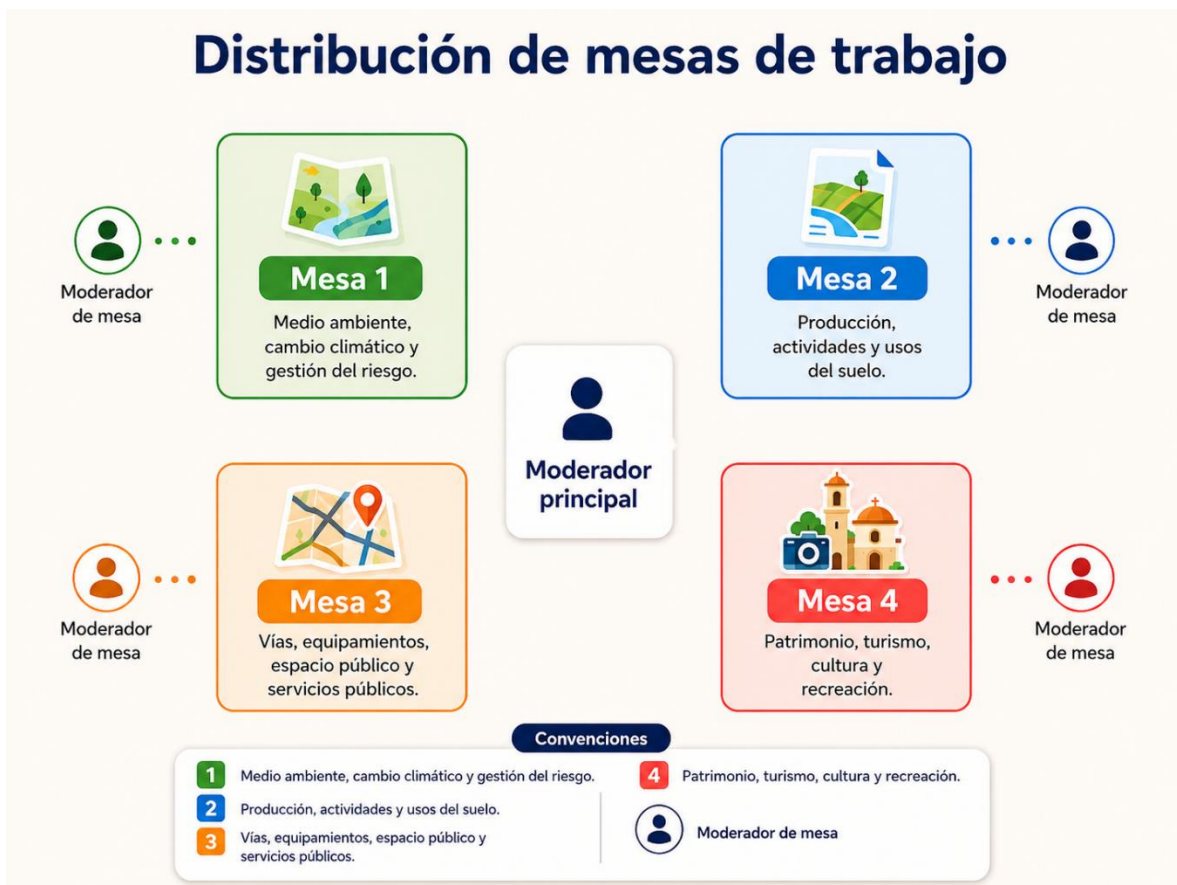 Distribución de mesas de trabajo
Moderador
de mesa
Mesa 1
Medio ambiente,
cambio climático y
gestión del riesgo.
Mesa 2
Producción,
actividades y usos
del suelo.
Moderador
de mesa
Moderador
principal
Moderador
de mesa
Mesa 3
Vías, equipamientos,
espacio público y
servicios públicos.
Mesa 4
Patrimonio, turismo,
cultura y
recreación.
Moderador
de mesa
Convenciones
1 Medio ambiente, cambio climático y gestión del riesgo.
2 Producción, actividades y usos del suelo.
3 Vías, equipamientos, espacio público y
servicios públicos.
4 Patrimonio, turismo, cultura y recreación.
Moderador de mesa